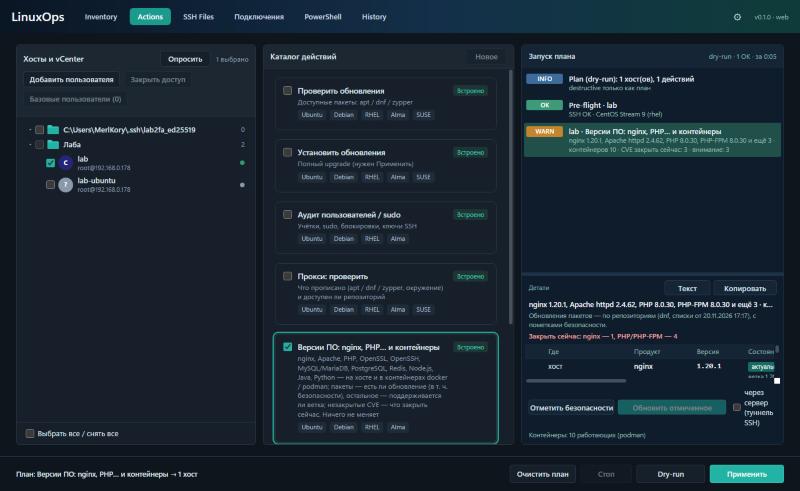 LinuxOps
Inventory
Actions
SSH Files
Подключения
PowerShell
History
v0.1.0 · web
Хосты и vCenter
Опросить
1 выбрано
Добавить пользователя
Закрыть доступ
Базовые пользователи (0)
C:\Users\MerlKory\.ssh\lab2fa_ed25519
0
Лаба
2
C
lab
root@192.168.0.178
?
lab-ubuntu
root@192.168.0.178
Выбрать все / снять все
Каталог действий
Новое
Проверить обновления
Встроено
Доступные пакеты: apt / dnf / zypper
Ubuntu Debian RHEL Alma SUSE
Установить обновления
Встроено
Полный upgrade (нужен Применить)
Ubuntu Debian RHEL Alma SUSE
Аудит пользователей / sudo
Встроено
Учётки, sudo, блокировки, ключи SSH
Ubuntu Debian RHEL Alma
Прокси: проверить
Встроено
Что прописано (apt / dnf / zypper, окружение)
и доступен ли репозиторий
Ubuntu Debian RHEL Alma SUSE
Версии ПО: nginx, PHP... и контейнеры
Встроено
nginx, Apache, PHP, OpenSSL, OpenSSH,
MySQL/MariaDB, PostgreSQL, Redis, Node.js,
Java, Python — на хосте и в контейнерах docker
/ podman; пакеты — есть ли обновление (в т. ч.
безопасности), остальное — поддерживается
ли ветка; незакрытые CVE — что закрыть
сейчас. Ничего не меняет
Ubuntu Debian RHEL Alma
Запуск плана
dry-run · 1 OK · за 0:05
INFO
Plan (dry-run): 1 хост(ов), 1 действий
destructive только как план
OK
Pre-flight · lab
SSH OK · CentOS Stream 9 (rhel)
WARN
lab · Версии ПО: nginx, PHP... и контейнеры
nginx 1.20.1, Apache httpd 2.4.62, PHP 8.0.30, PHP-FPM 8.0.30 и ещё 3 ·
контейнеров 10 · CVE закрыть сейчас: 3 · внимание: 3
Детали
Текст
Копировать
nginx 1.20.1, Apache httpd 2.4.62, PHP 8.0.30, PHP-FPM 8.0.30 и ещё 3 · к...
Обновления пакетов — по репозиториям (dnf, списки от 20.11.2026 17:17), с
пометками безопасности.
Закрыть сейчас: nginx — 1, PHP/PHP-FPM — 4
Где
Продукт
Версия
Состоян
хост
nginx
1.20.1
актуаль
Отметить безопасности
Обновить отмеченное
через
сервер
(туннель
SSH)
Контейнеры: 10 работающих (podman)
План: Версии ПО: nginx, PHP... и контейнеры → 1 хост
Очистить план
Стоп
Dry-run
Применить